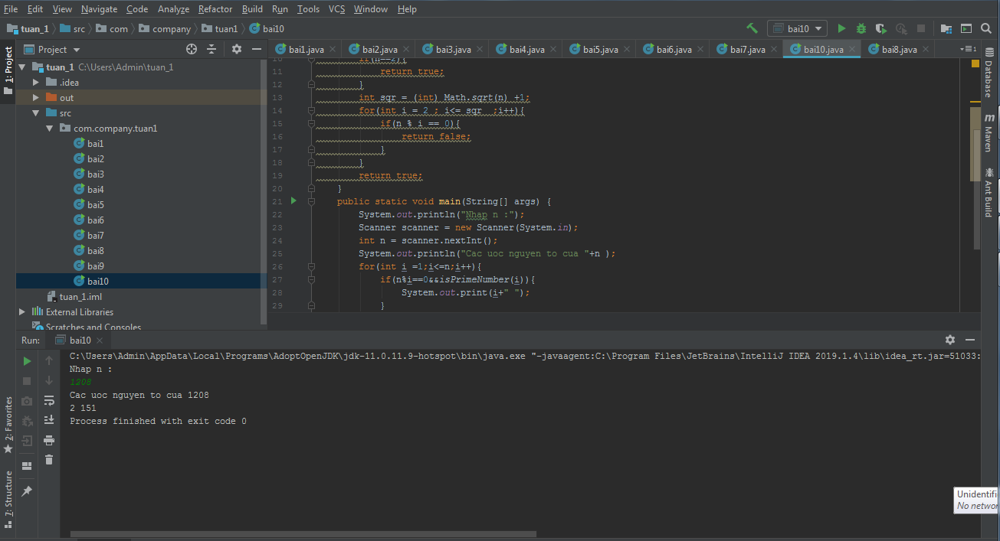 File Edit View Navigate Code Analyze Refactor Build Run Tools VCS Window Help
tuan_1 src com company tuan1 bai10
bai10
1: Project
Project
bai1.java bai2.java bai3.java bai4.java bai5.java bai6.java bai7.java bai10.java bai8.java
1
tuan_1 C:\Users\Admin\tuan_1
.idea
out
src
com.company.tuan1
bai1
bai2
bai3
bai4
bai5
bai6
bai7
bai8
bai9
bai10
tuan_1.iml
External Libraries
Scratches and Consoles
10 if(n==2){
11 return true;
12 }
13 int sqr = (int) Math.sqrt(n) +1;
14 for(int i = 2 ; i<= sqr ;i++){
15 if(n % i == 0){
16 return false;
17 }
18 }
19 return true;
20 }
21 public static void main(String[] args) {
22 System.out.println("Nhap n :");
23 Scanner scanner = new Scanner(System.in);
24 int n = scanner.nextInt();
25 System.out.println("Cac uoc nguyen to cua "+n );
26 for(int i =1;i<=n;i++){
27 if(n%i==0&&isPrimeNumber(i)){
28 System.out.print(i+" ");
29 }
Database
m Maven
Ant Build
Run: bai10
C:\Users\Admin\AppData\Local\Programs\AdoptOpenJDK\jdk-11.0.11.9-hotspot\bin\java.exe "-javaagent:C:\Program Files\JetBrains\IntelliJ IDEA 2019.1.4\lib\idea_rt.jar=51033:
Nhap n :
1208
Cac uoc nguyen to cua 1208
2 151
Process finished with exit code 0
2: Favorites
7: Structure
Unidentifi
No networ